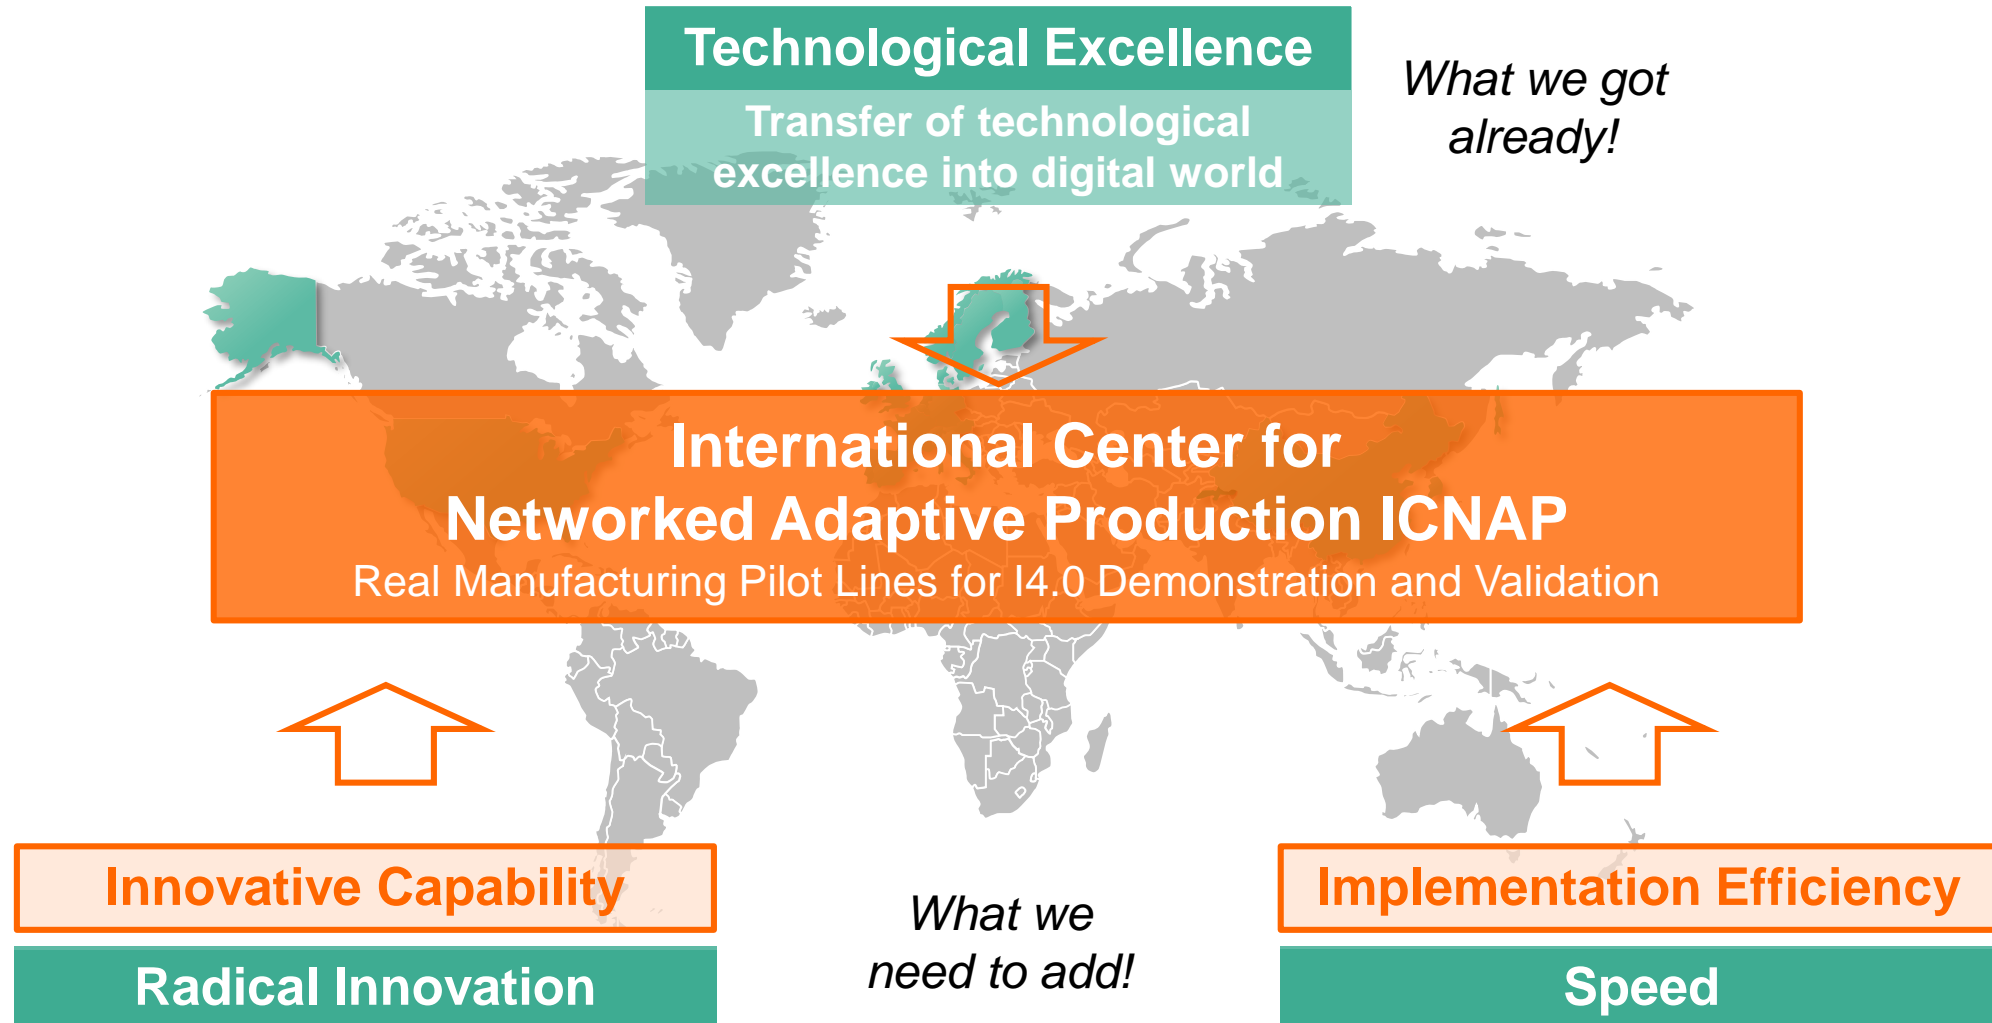 Technological Excellence
Transfer of technological
excellence into digital world
What we got
already!
International Center for
Networked Adaptive Production ICNAP
Real Manufacturing Pilot Lines for I4.0 Demonstration and Validation
Innovative Capability
Radical Innovation
What we
need to add!
Implementation Efficiency
Speed